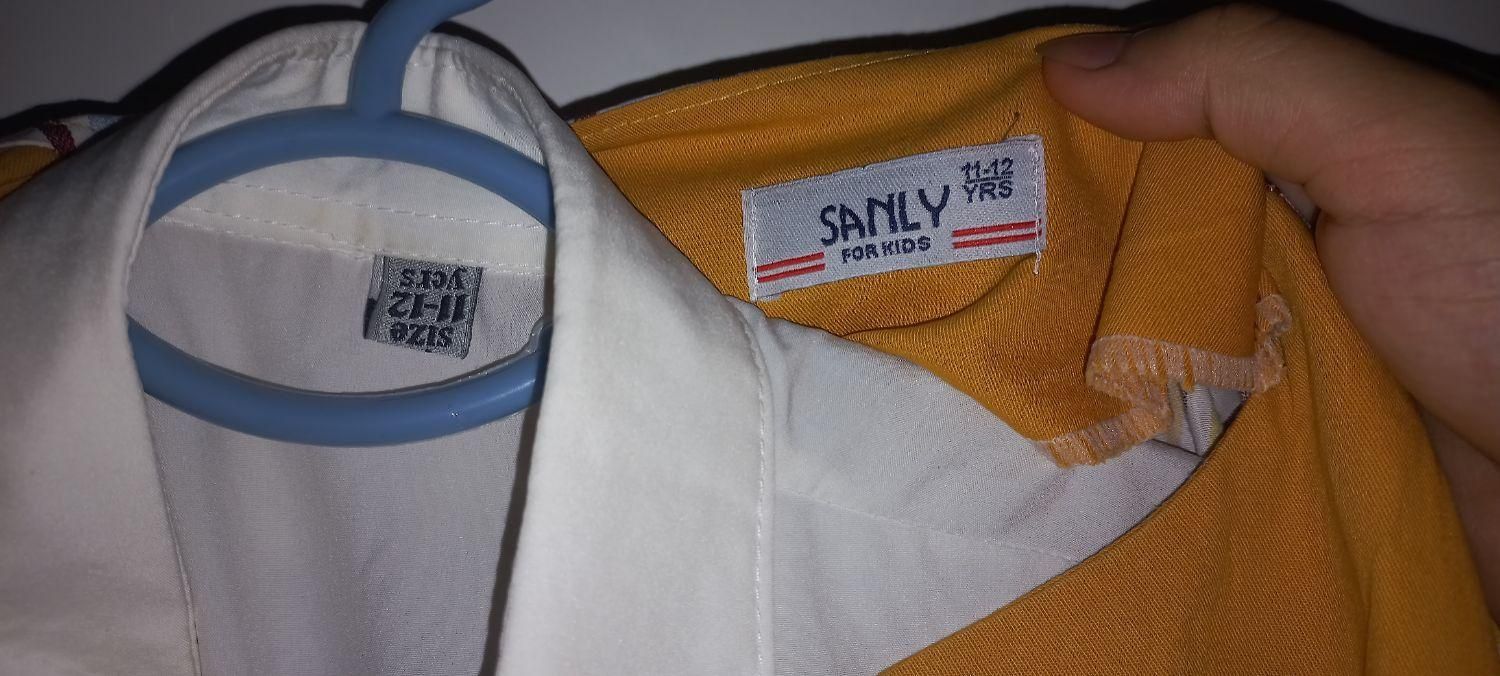 SANLY
11-12
YRS
FOR KIDS
size
11-12
yers